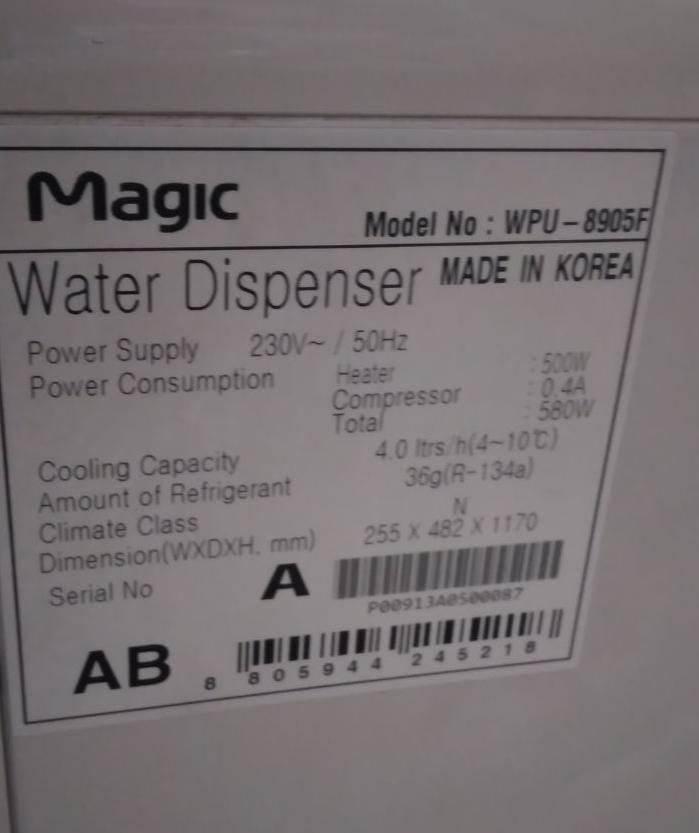 Magic
Model No : WPU-8905F
Water Dispenser MADE IN KOREA
Power Supply 230V~ / 50Hz
Power Consumption Heater : 500W
Compressor : 0.4A
Total : 580W
Cooling Capacity 4.0 ltrs/h(4~10℃)
Amount of Refrigerant 36g(R-134a)
Climate Class N
Dimension(WXDXH. mm) 255 X 482 X 1170
Serial No A
P00913A0500087
AB
8 805944 245218